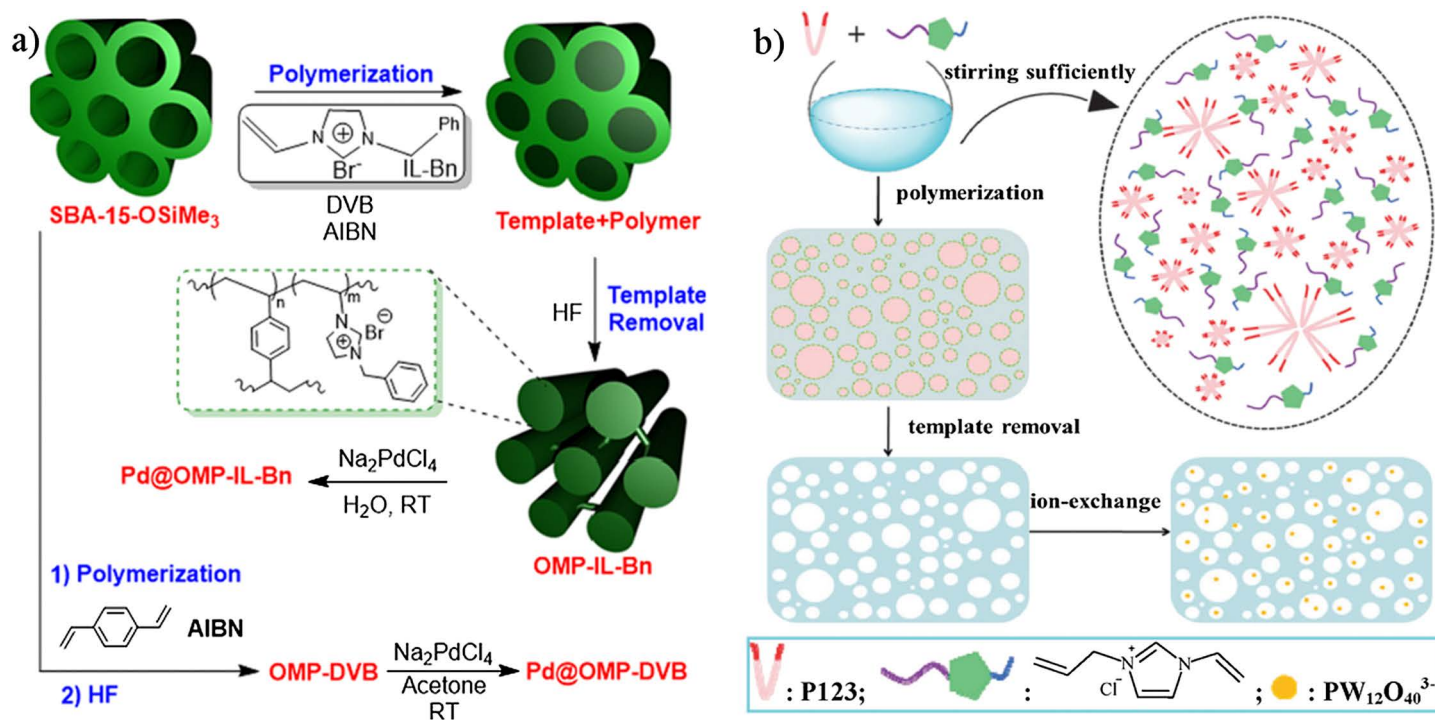 a)
Polymerization
Ph
N
N
+
Br-
IL-Bn
DVB
AIBN
SBA-15-OSiMe3
Template+Polymer
HF
Template
Removal
n
m
N
Br⊖
+
N
Na2PdCl4
H2O, RT
Pd@OMP-IL-Bn
OMP-IL-Bn
1) Polymerization
AIBN
2) HF
OMP-DVB
Na2PdCl4
Acetone
RT
Pd@OMP-DVB
b)
+
stirring sufficiently
polymerization
template removal
ion-exchange
: P123;
:
N
+
N
Cl−
;
: PW12O40 3-